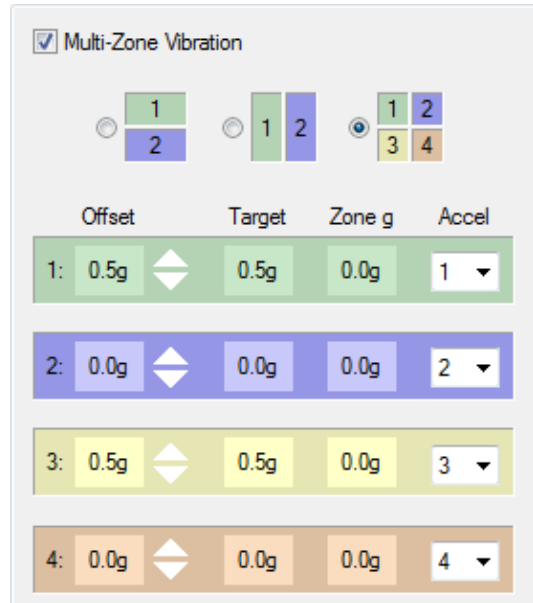 Multi-Zone Vibration
1 1 2 1 2
2 3 4
Offset Target Zone g Accel
1: 0.5g 0.5g 0.0g 1
2: 0.0g 0.0g 0.0g 2
3: 0.5g 0.5g 0.0g 3
4: 0.0g 0.0g 0.0g 4